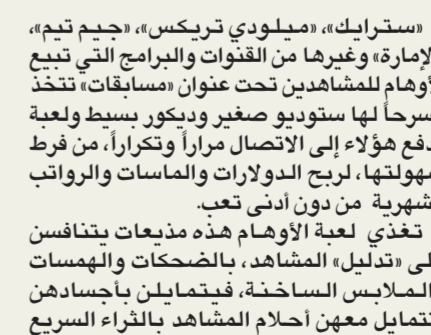 «سترايك»، «ميلودي تريكس»، «جيم تيم»،
لإمارة» وغيرها من القنوات والبرامج التي تبيع
أوهام للمشاهدين تحت عنوان «مسابقات» تتخذ
سرحاً لها ستوديو صغير وديكور بسيط ولعبة
دفع هؤلاء إلى الاتصال مراراً وتكراراً، من فرط
سهولتها، لربح الدولارات والماسات والرواتب
شهرية من دون أدنى تعب.
تغذي لعبة الأوهام هذه مذيعات يتنافسن
لى «تدليل» المشاهد، بالضحكات والهمسات
الملابس الساخنة، فيتمايلن بأجسادهن
تتمايل معهن أحلام المشاهد بالثراء السريع